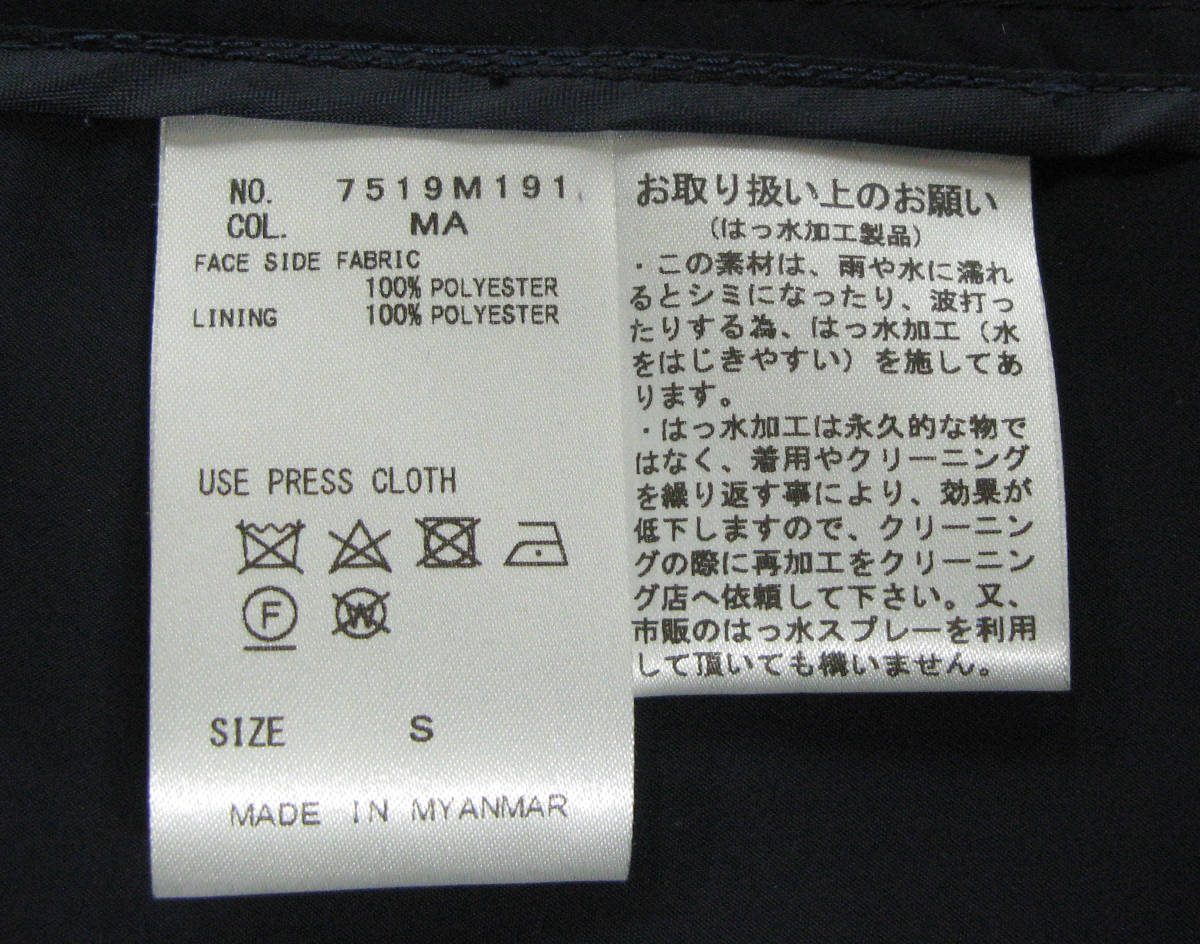 NO. 7519M191
COL. MA
FACE SIDE FABRIC
100% POLYESTER
LINING 100% POLYESTER
USE PRESS CLOTH
F W
SIZE S
MADE IN MYANMAR
お取り扱い上のお願い
(はっ水加工製品)
・この素材は、雨や水に濡れ
るとシミになったり、波打っ
たりする為、はっ水加工(水
をはじきやすい)を施してあ
ります。
・はっ水加工は永久的な物で
はなく、着用やクリーニング
を繰り返す事により、効果が
低下しますので、クリーニン
グの際に再加工をクリーニン
グ店へ依頼して下さい。又、
市販のはっ水スプレーを利用
して頂いても構いません。